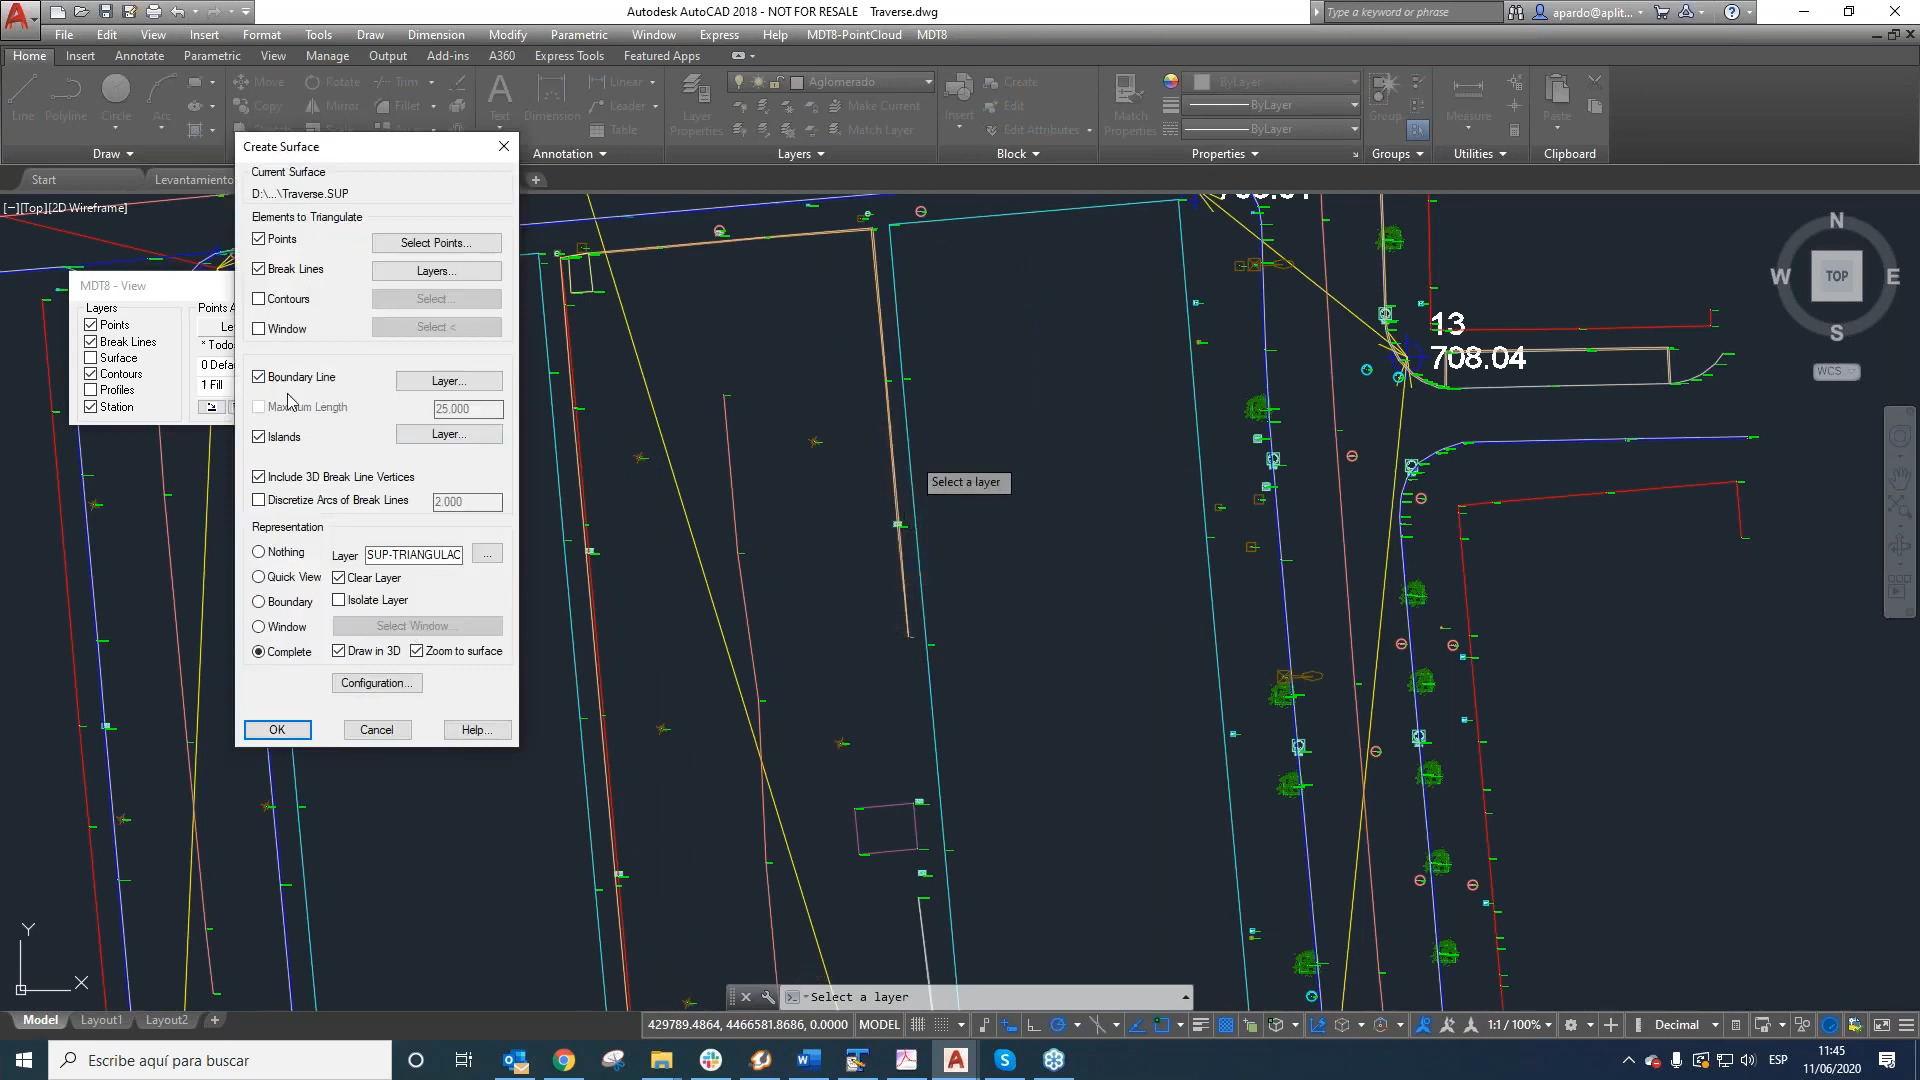 Autodesk AutoCAD 2018 - NOT FOR RESALE Traverse.dwg
Type a keyword or phrase
apardo@aplit...
File Edit View Insert Format Tools Draw Dimension Modify Parametric Window Express Help MDT8-PointCloud MDT8
Home Insert Annotate Parametric View Manage Output Add-ins A360 Express Tools Featured Apps
Move Rotate Trim Linear Aglomerado Create ByLayer
Copy Mirror Fillet Leader Make Current Edit ByLayer
Line Polyline Circle Arc Text Dimension Table Layer Properties Match Layer Insert Edit Attributes Match Properties ByLayer Group Measure Paste
Draw Annotation Layers Block Properties Groups Utilities Clipboard
Start Levantamiento
[−][Top][2D Wireframe]
Create Surface
Current Surface
D:\...\Traverse.SUP
Elements to Triangulate
Points Select Points...
Break Lines Layers...
Contours Select...
Window Select <
Boundary Line Layer...
Maximum Length 25.000
Islands Layer...
Include 3D Break Line Vertices
Discretize Arcs of Break Lines 2.000
Representation
Nothing Layer SUP-TRIANGULAC ...
Quick View Clear Layer
Boundary Isolate Layer
Window Select Window...
Complete Draw in 3D Zoom to surface
Configuration...
OK Cancel Help...
MDT8 - View
Layers
Points
Break Lines
Surface
Contours
Profiles
Station
Points A
* Todo
0 Defa
1 Fill
13
708.04
Select a layer
N
W TOP E
S
WCS
Y
X
Select a layer
Model Layout1 Layout2
429789.4864, 4466581.8686, 0.0000 MODEL 1:1 / 100% Decimal
Escribe aquí para buscar
ESP
11:45
11/06/2020